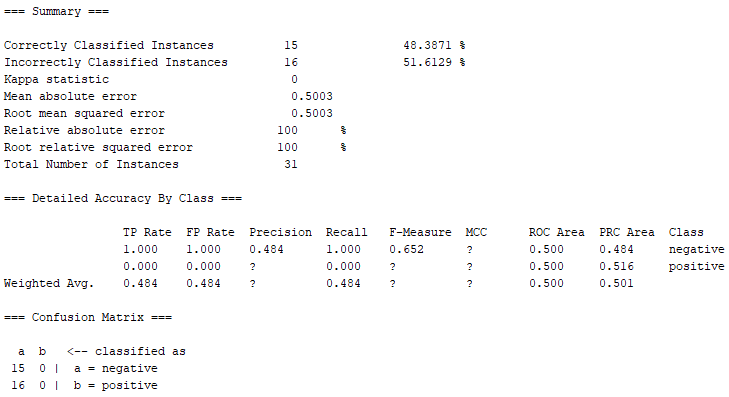 === Summary ===
Correctly Classified Instances 15 48.3871 %
Incorrectly Classified Instances 16 51.6129 %
Kappa statistic 0
Mean absolute error 0.5003
Root mean squared error 0.5003
Relative absolute error 100 %
Root relative squared error 100 %
Total Number of Instances 31
=== Detailed Accuracy By Class ===
TP Rate FP Rate Precision Recall F-Measure MCC ROC Area PRC Area Class
1.000 1.000 0.484 1.000 0.652 ? 0.500 0.484 negative
0.000 0.000 ? 0.000 ? ? 0.500 0.516 positive
Weighted Avg. 0.484 0.484 ? 0.484 ? ? 0.500 0.501
=== Confusion Matrix ===
a b <-- classified as
15 0 | a = negative
16 0 | b = positive